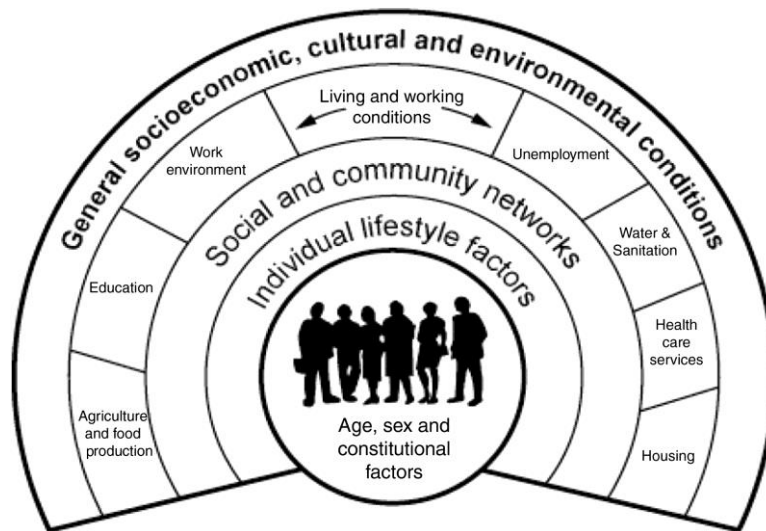 General socioeconomic, cultural and environmental conditions
Living and working
conditions
Work
environment
Unemployment
Social and community networks
Water &
Sanitation
Individual lifestyle factors
Education
Health
care
services
Agriculture
and food
production
Age, sex and
constitutional
factors
Housing